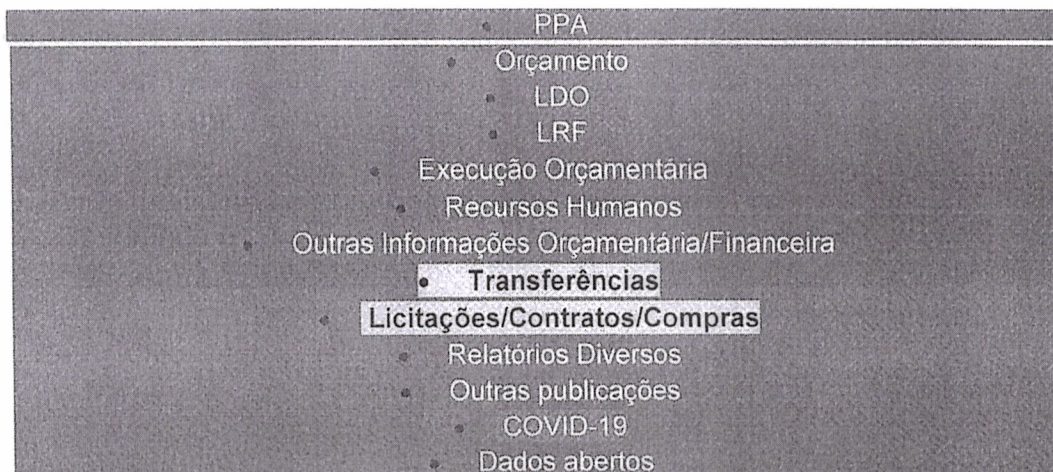 • PPA
• Orçamento
• LDO
• LRF
• Execução Orçamentária
• Recursos Humanos
• Outras Informações Orçamentária/Financeira
• Transferências
• Licitações/Contratos/Compras
• Relatórios Diversos
• Outras publicações
• COVID-19
• Dados abertos